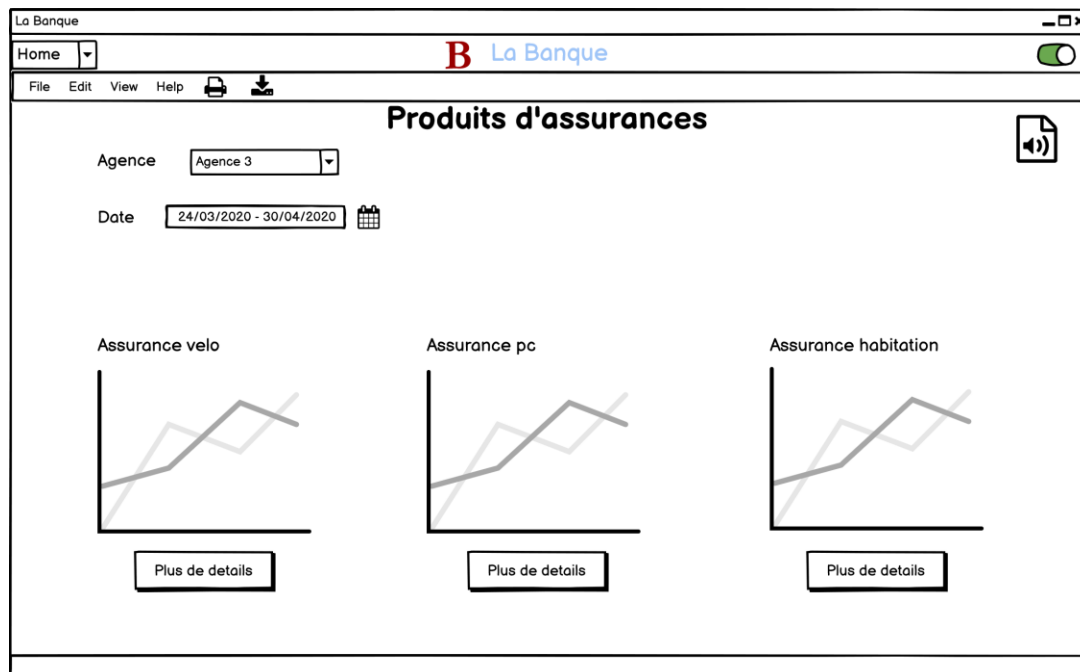 La Banque
Home
B La Banque
File Edit View Help
Produits d'assurances
Agence Agence 3
Date 24/03/2020 - 30/04/2020
Assurance velo Assurance pc Assurance habitation
Plus de details Plus de details Plus de details